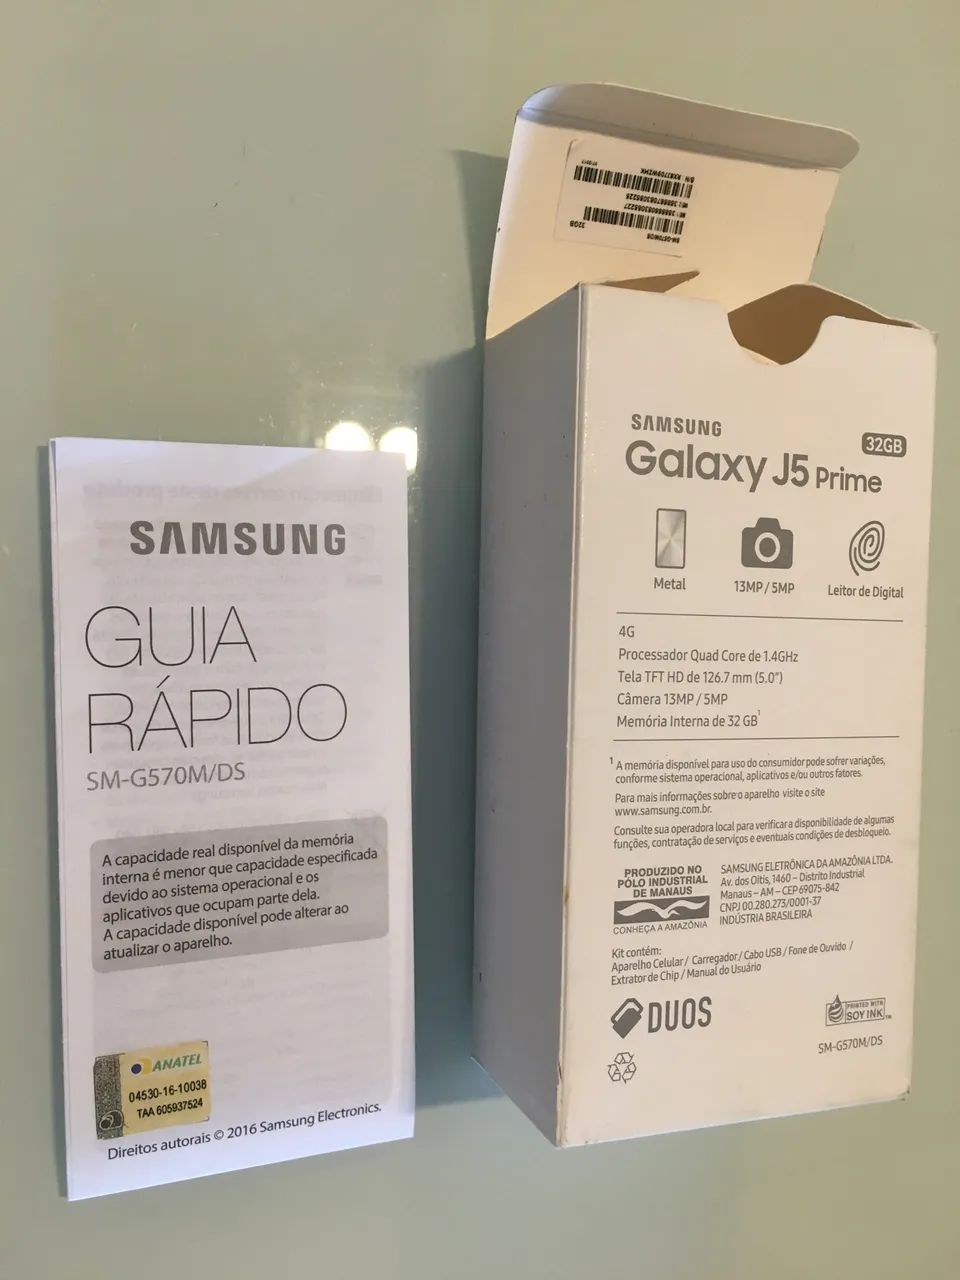 SAMSUNG
GUIA
RÁPIDO
SM-G570M/DS
A capacidade real disponível da memória
interna é menor que capacidade especificada
devido ao sistema operacional e os
aplicativos que ocupam parte dela.
A capacidade disponível pode alterar ao
atualizar o aparelho.
ANATEL
04530-16-10038
TAA 605937524
Direitos autorais © 2016 Samsung Electronics.
32GB
SAMSUNG
Galaxy J5 Prime
32GB
Metal
13MP / 5MP
Leitor de Digital
4G
Processador Quad Core de 1.4GHz
Tela TFT HD de 126.7 mm (5.0")
Câmera 13MP / 5MP
Memória Interna de 32 GB¹
¹ A memória disponível para uso do consumidor pode sofrer variações,
conforme sistema operacional, aplicativos e/ou outros fatores.
Para mais informações sobre o aparelho visite o site
www.samsung.com.br.
Consulte sua operadora local para verificar a disponibilidade de algumas
funções, contratação de serviços e eventuais condições de desbloqueio.
PRODUZIDO NO
PÓLO INDUSTRIAL
DE MANAUS
CONHEÇA A AMAZÔNIA
SAMSUNG ELETRÔNICA DA AMAZÔNIA LTDA.
Av. dos Oitis, 1460 – Distrito Industrial
Manaus – AM – CEP 69075-842
CNPJ 00.280.273/0001-37
INDÚSTRIA BRASILEIRA
Kit contém:
Aparelho Celular / Carregador / Cabo USB / Fone de Ouvido /
Extrator de Chip / Manual do Usuário
DUOS
PRINTED WITH
SOY INK™
SM-G570M/DS